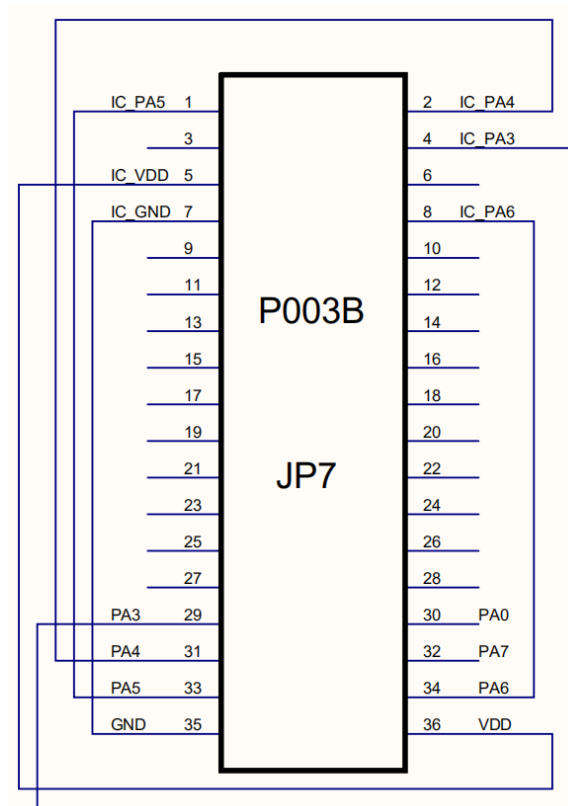 IC_PA5 1 2 IC_PA4
3 4 IC_PA3
IC_VDD 5 6
IC_GND 7 8 IC_PA6
9 10
11 12
P003B
13 14
15 16
17 18
19 20
JP7
21 22
23 24
25 26
27 28
PA3 29 30 PA0
PA4 31 32 PA7
PA5 33 34 PA6
GND 35 36 VDD